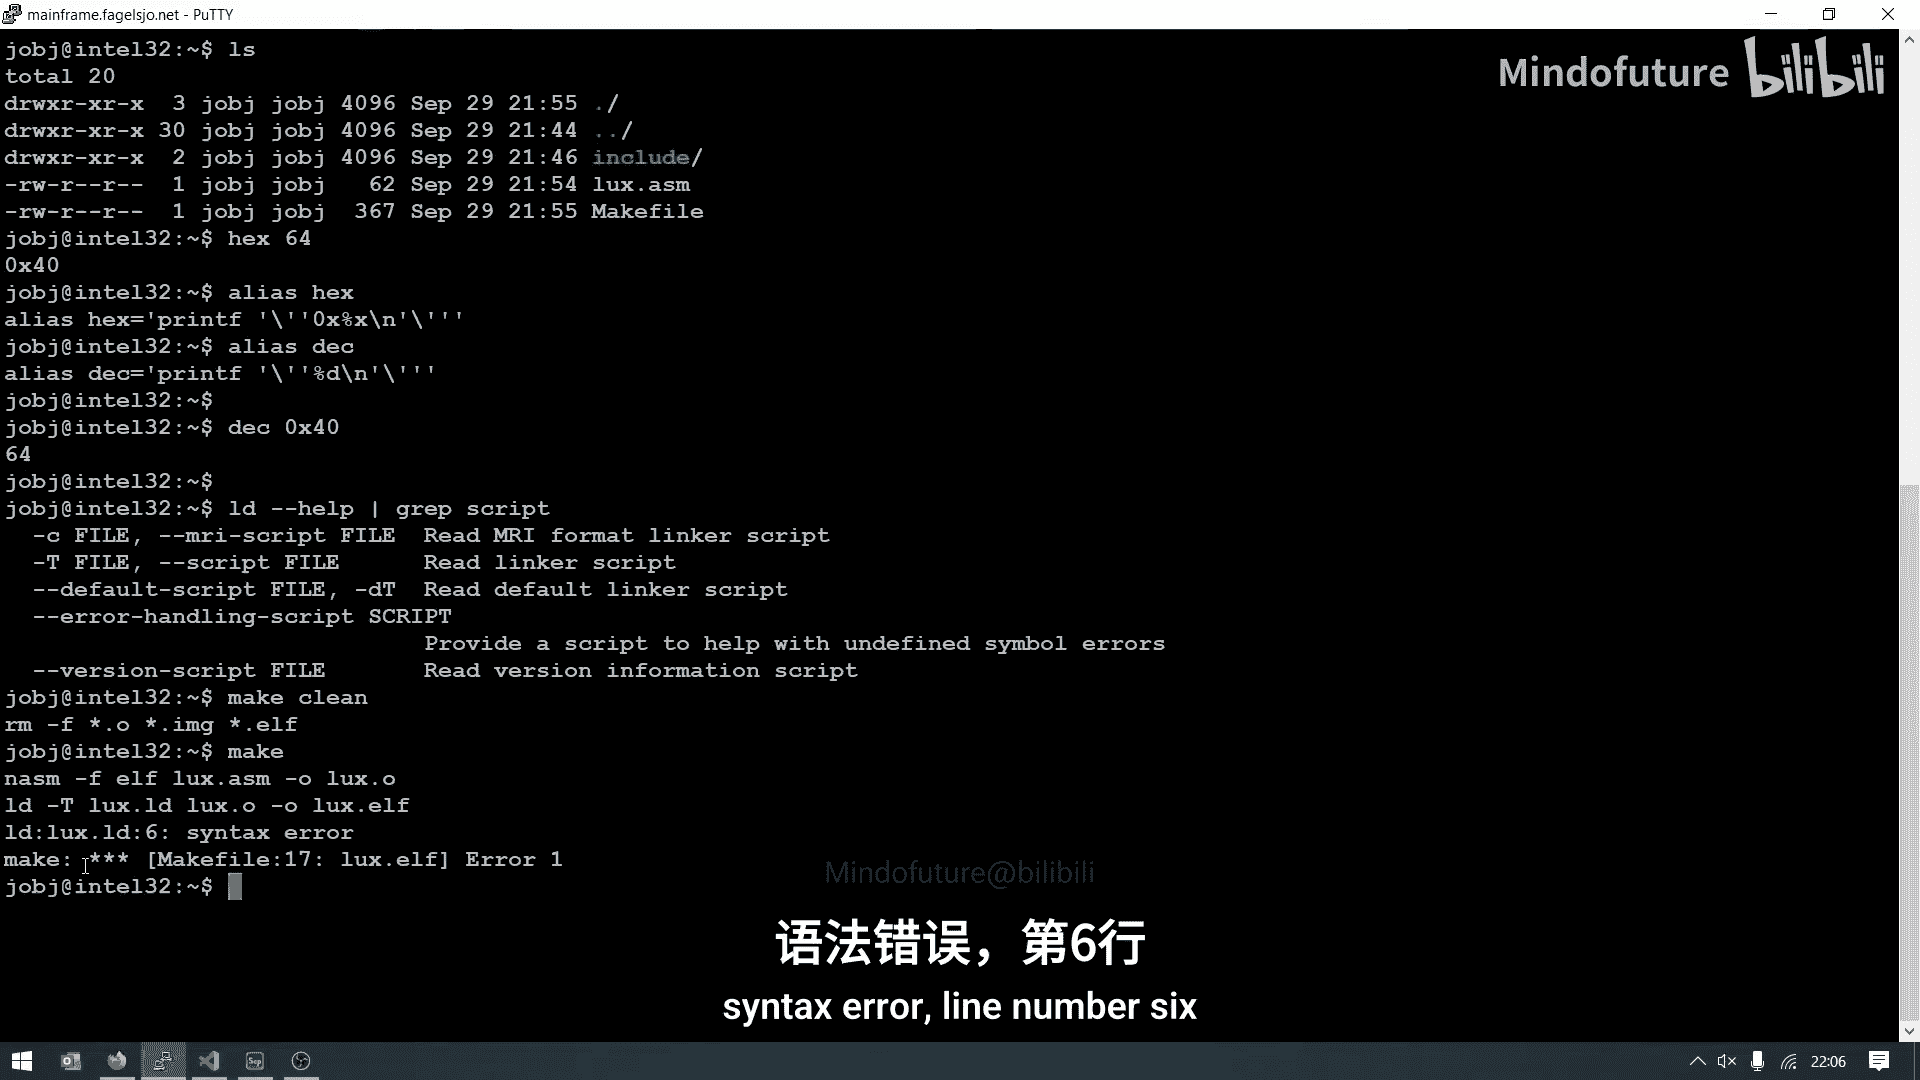 mainframe.fagelsjo.net - PuTTY
jobj@intel32:~$ ls
total 20
drwxr-xr-x  3 jobj jobj 4096 Sep 29 21:55 ./
drwxr-xr-x 30 jobj jobj 4096 Sep 29 21:44 ../
drwxr-xr-x  2 jobj jobj 4096 Sep 29 21:46 include/
-rw-r--r--  1 jobj jobj   62 Sep 29 21:54 lux.asm
-rw-r--r--  1 jobj jobj  367 Sep 29 21:55 Makefile
jobj@intel32:~$ hex 64
0x40
jobj@intel32:~$ alias hex
alias hex='printf '\''0x%x\n'\'''
jobj@intel32:~$ alias dec
alias dec='printf '\''%d\n'\'''
jobj@intel32:~$
jobj@intel32:~$ dec 0x40
64
jobj@intel32:~$
jobj@intel32:~$ ld --help | grep script
  -c FILE, --mri-script FILE  Read MRI format linker script
  -T FILE, --script FILE      Read linker script
  --default-script FILE, -dT  Read default linker script
  --error-handling-script SCRIPT
                              Provide a script to help with undefined symbol errors
  --version-script FILE       Read version information script
jobj@intel32:~$ make clean
rm -f *.o *.img *.elf
jobj@intel32:~$ make
nasm -f elf lux.asm -o lux.o
ld -T lux.ld lux.o -o lux.elf
ld:lux.ld:6: syntax error
make: *** [Makefile:17: lux.elf] Error 1
jobj@intel32:~$
Mindofuture bilibili
Mindofuture@bilibili
语法错误，第6行
syntax error, line number six
22:06